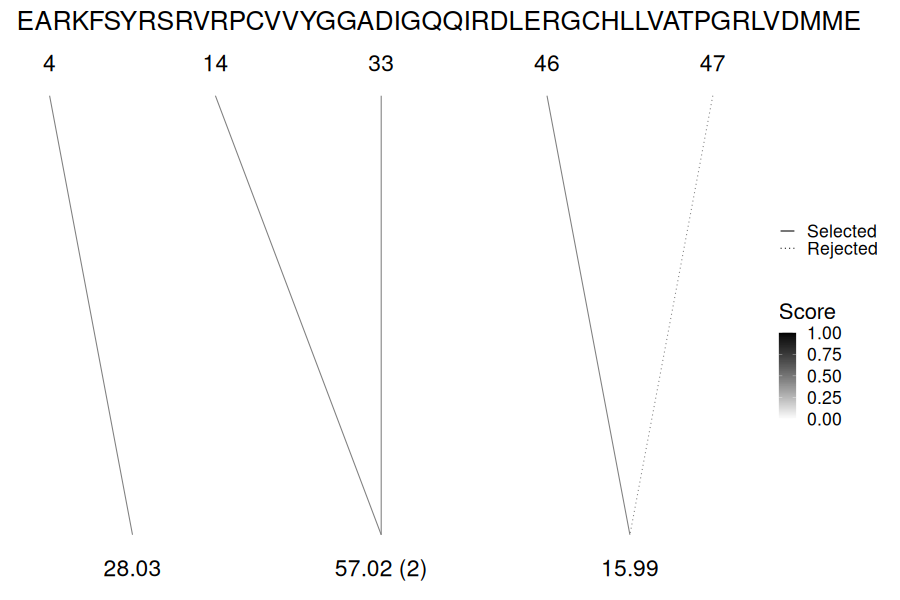 EARKFSYRSRVRPCVVYGGADIGQQIRDLERGCHLLVATPGRLVDMME
4 14 33 46 47
Selected
Rejected
Score
1.00
0.75
0.50
0.25
0.00
28.03 57.02 (2) 15.99